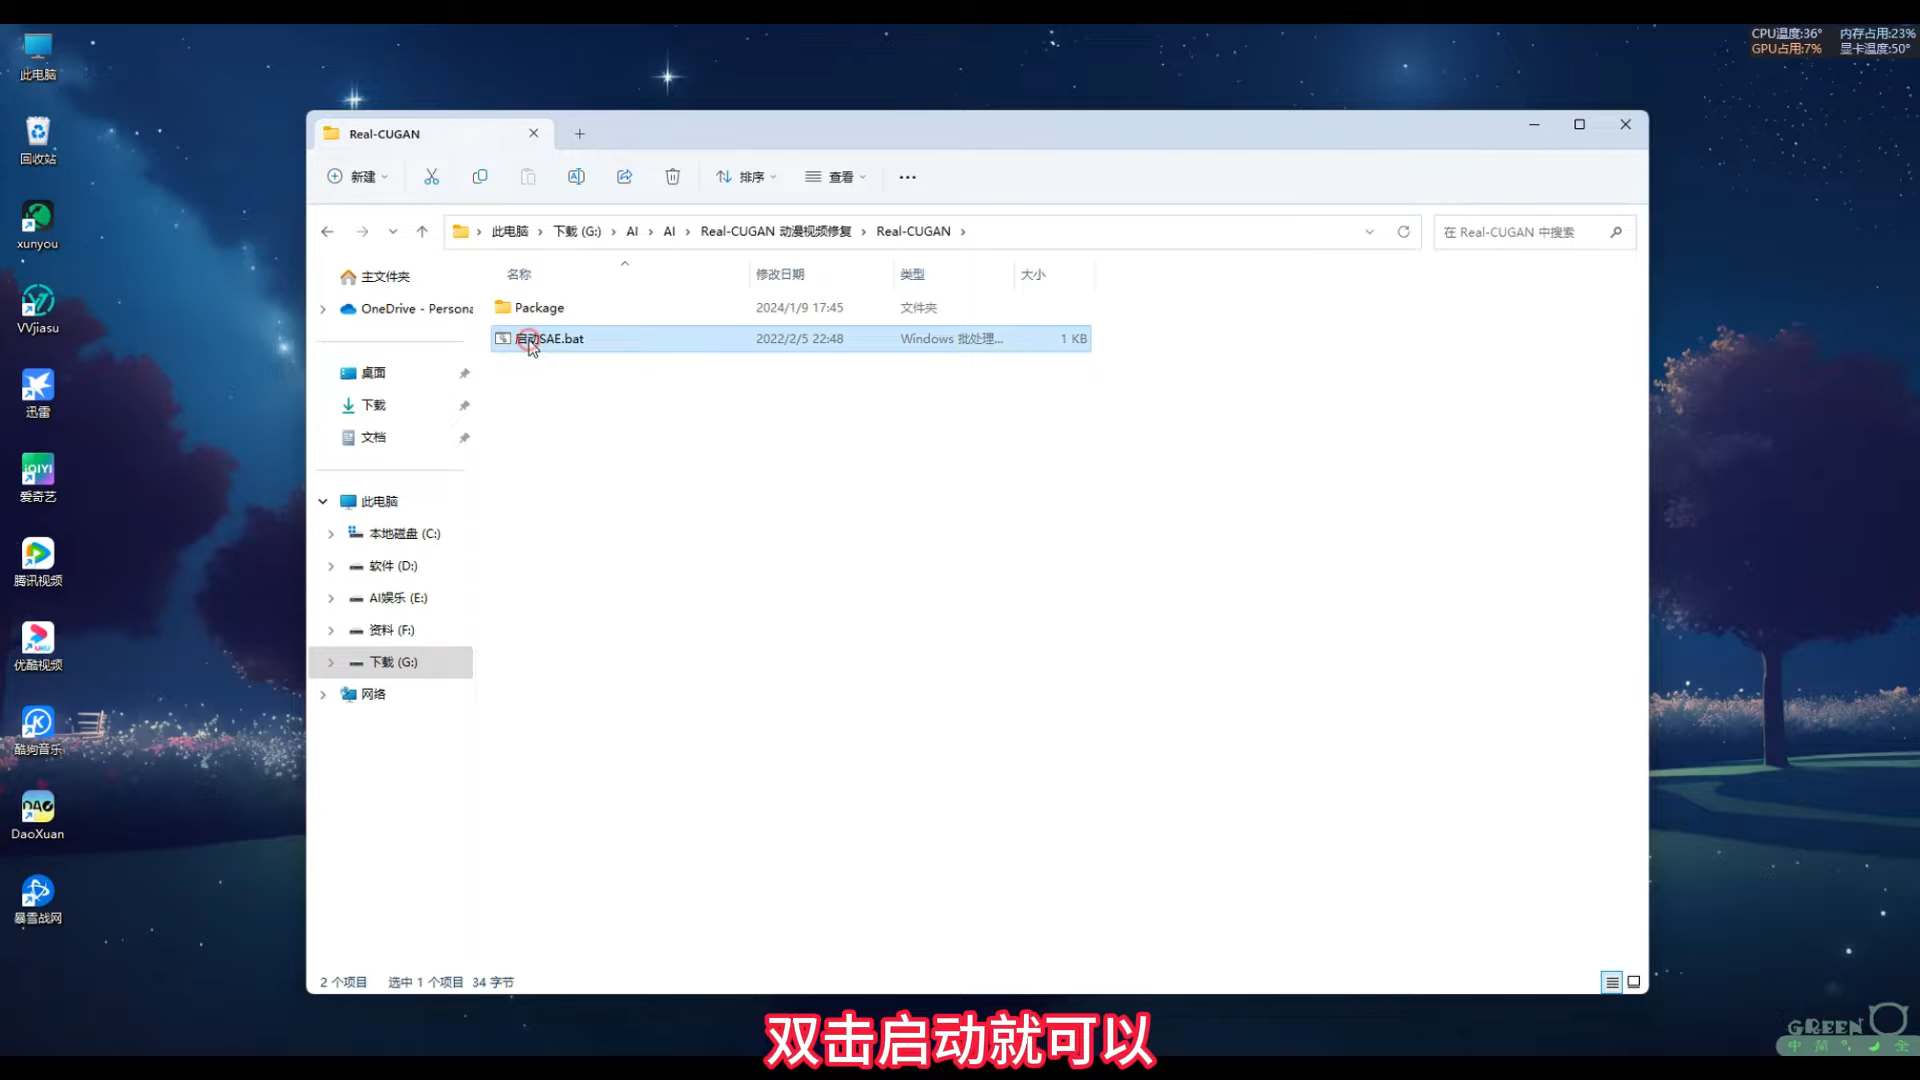 CPU温度:36° 内存占用:23%
GPU占用:7% 显卡温度:50°
此电脑
回收站
xunyou
VVjiasu
迅雷
iQIYI
爱奇艺
腾讯视频
优酷视频
酷狗音乐
DAO
DaoXuan
暴雪战网
Real-CUGAN
新建
排序
查看
此电脑 下载 (G:) AI AI Real-CUGAN 动漫视频修复 Real-CUGAN
在 Real-CUGAN 中搜索
主文件夹
OneDrive - Persona
桌面
下载
文档
此电脑
本地磁盘 (C:)
软件 (D:)
AI娱乐 (E:)
资料 (F:)
下载 (G:)
网络
名称 修改日期 类型 大小
Package 2024/1/9 17:45 文件夹
启动SAE.bat 2022/2/5 22:48 Windows 批处理... 1 KB
2 个项目 选中 1 个项目 34 字节
双击启动就可以
GREEN
中 简 °, 全